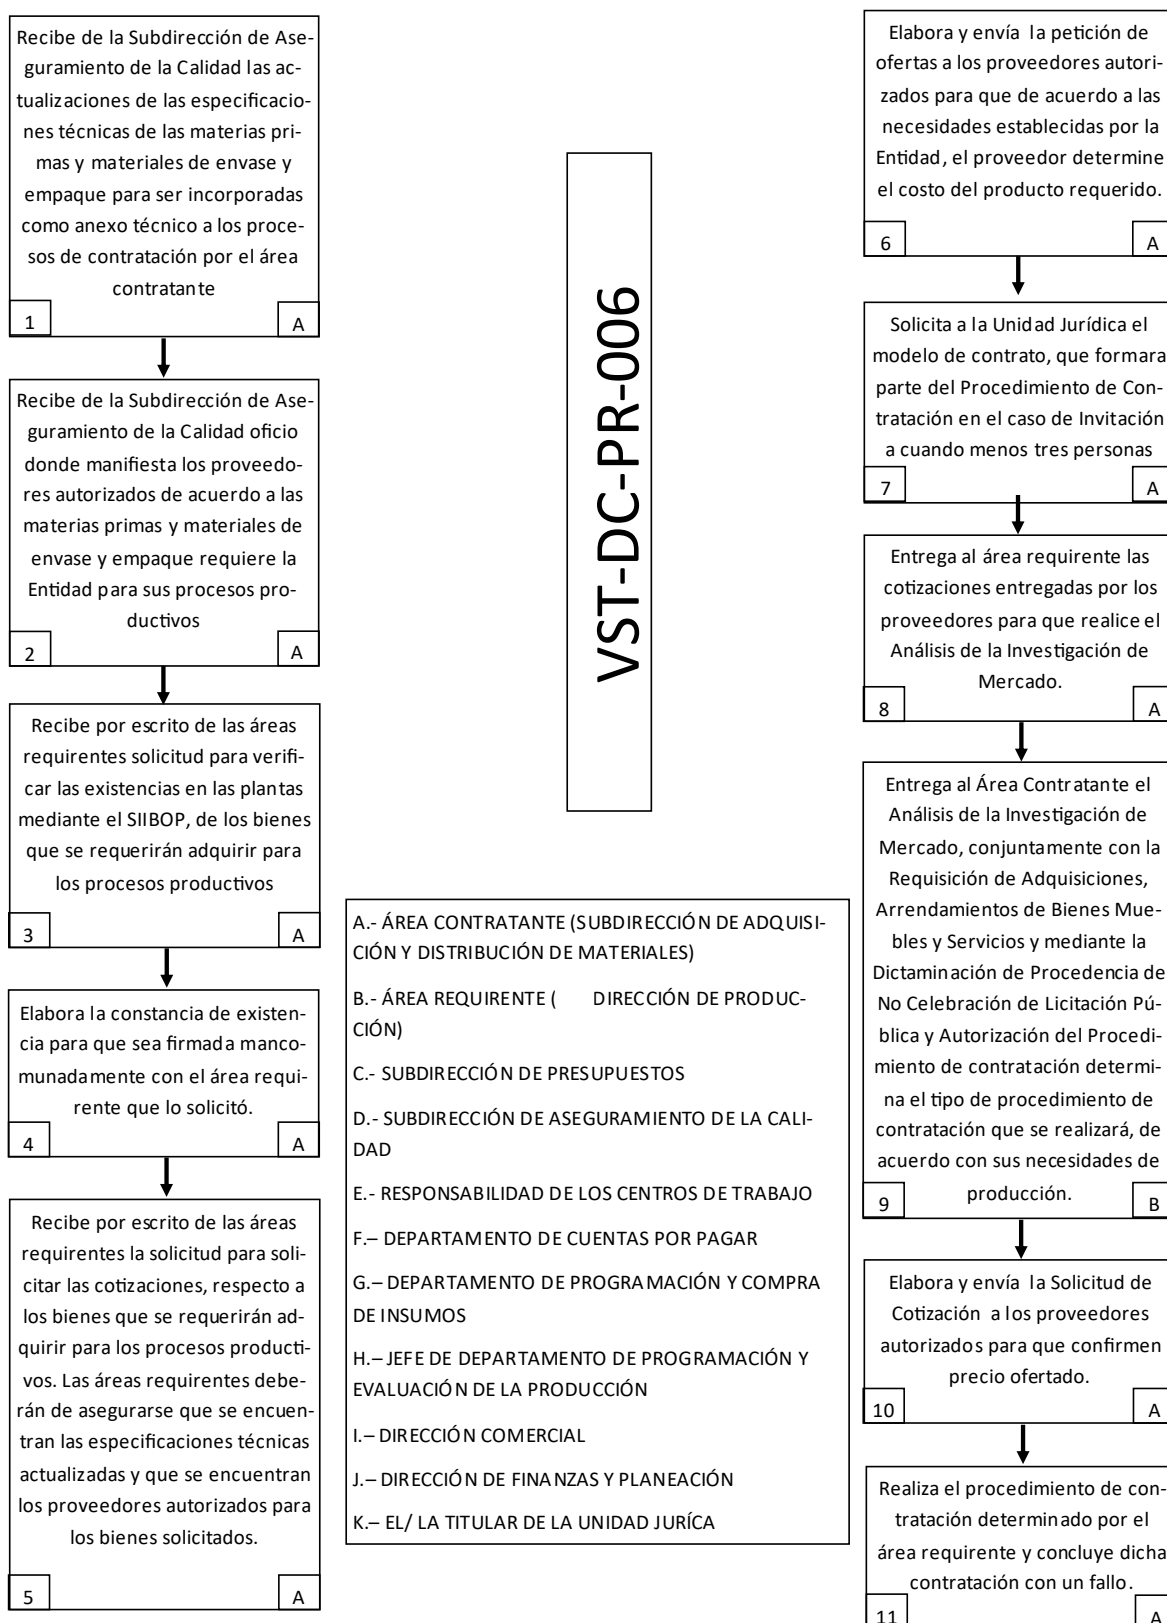 Recibe de la Subdirección de Ase-
guramiento de la Calidad las ac-
tualizaciones de las especificacio-
nes técnicas de las materias pri-
mas y materiales de envase y
empaque para ser incorporadas
como anexo técnico a los proce-
sos de contratación por el área
contratante
1 A
Recibe de la Subdirección de Ase-
guramiento de la Calidad oficio
donde manifiesta los proveedo-
res autorizados de acuerdo a las
materias primas y materiales de
envase y empaque requiere la
Entidad para sus procesos pro-
ductivos
2 A
Recibe por escrito de las áreas
requirentes solicitud para verifi-
car las existencias en las plantas
mediante el SIIBOP, de los bienes
que se requerirán adquirir para
los procesos productivos
3 A
Elabora la constancia de existen-
cia para que sea firmada manco-
munadamente con el área requi-
rente que lo solicitó.
4 A
Recibe por escrito de las áreas
requirentes la solicitud para soli-
citar las cotizaciones, respecto a
los bienes que se requerirán ad-
quirir para los procesos producti-
vos. Las áreas requirentes debe-
rán de asegurarse que se encuen-
tran las especificaciones técnicas
actualizadas y que se encuentran
los proveedores autorizados para
los bienes solicitados.
5 A
VST-DC-PR-006
A.- ÁREA CONTRATANTE (SUBDIRECCIÓN DE ADQUISI-
CIÓN Y DISTRIBUCIÓN DE MATERIALES)
B.- ÁREA REQUIRENTE ( DIRECCIÓN DE PRODUC-
CIÓN)
C.- SUBDIRECCIÓN DE PRESUPUESTOS
D.- SUBDIRECCIÓN DE ASEGURAMIENTO DE LA CALI-
DAD
E.- RESPONSABILIDAD DE LOS CENTROS DE TRABAJO
F.– DEPARTAMENTO DE CUENTAS POR PAGAR
G.– DEPARTAMENTO DE PROGRAMACIÓN Y COMPRA
DE INSUMOS
H.– JEFE DE DEPARTAMENTO DE PROGRAMACIÓN Y
EVALUACIÓN DE LA PRODUCCIÓN
I.– DIRECCIÓN COMERCIAL
J.– DIRECCIÓN DE FINANZAS Y PLANEACIÓN
K.– EL/ LA TITULAR DE LA UNIDAD JURÍCA
Elabora y envía la petición de
ofertas a los proveedores autori-
zados para que de acuerdo a las
necesidades establecidas por la
Entidad, el proveedor determine
el costo del producto requerido.
6 A
Solicita a la Unidad Jurídica el
modelo de contrato, que formara
parte del Procedimiento de Con-
tratación en el caso de Invitación
a cuando menos tres personas
7 A
Entrega al área requirente las
cotizaciones entregadas por los
proveedores para que realice el
Análisis de la Investigación de
Mercado.
8 A
Entrega al Área Contratante el
Análisis de la Investigación de
Mercado, conjuntamente con la
Requisición de Adquisiciones,
Arrendamientos de Bienes Mue-
bles y Servicios y mediante la
Dictaminación de Procedencia de
No Celebración de Licitación Pú-
blica y Autorización del Procedi-
miento de contratación determi-
na el tipo de procedimiento de
contratación que se realizará, de
acuerdo con sus necesidades de
producción.
9 B
Elabora y envía la Solicitud de
Cotización a los proveedores
autorizados para que confirmen
precio ofertado.
10 A
Realiza el procedimiento de con-
tratación determinado por el
área requirente y concluye dicha
contratación con un fallo.
11 A